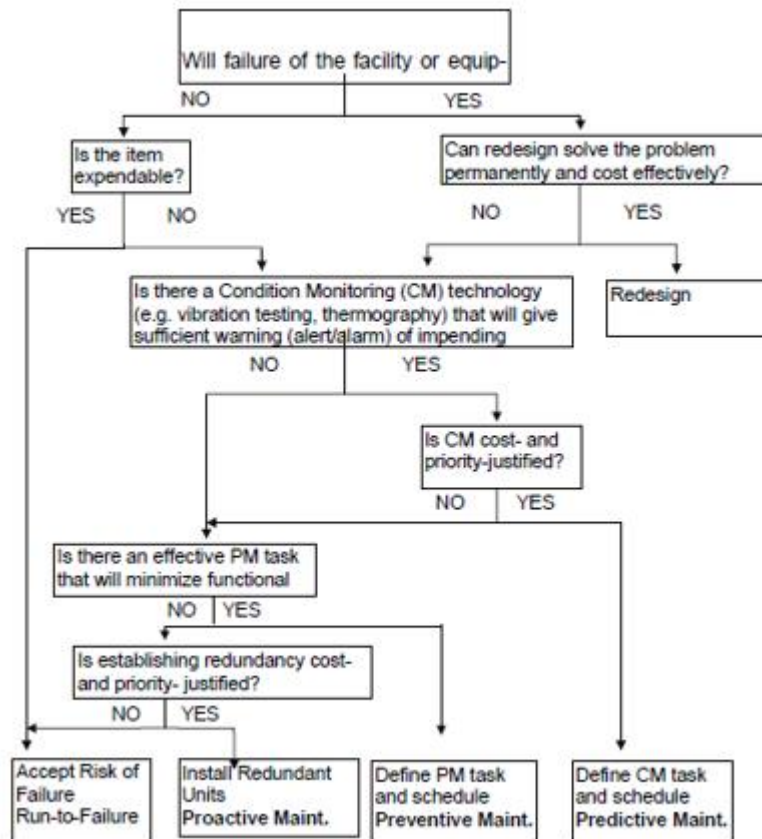 Will failure of the facility or equip-
NO
YES
Is the item
expendable?
Can redesign solve the problem
permanently and cost effectively?
YES
NO
NO
YES
Is there a Condition Monitoring (CM) technology
(e.g. vibration testing, thermography) that will give
sufficient warning (alert/alarm) of impending
Redesign
NO
YES
Is CM cost- and
priority-justified?
NO
YES
Is there an effective PM task
that will minimize functional
NO
YES
Is establishing redundancy cost-
and priority- justified?
NO
YES
Accept Risk of
Failure
Run-to-Failure
Install Redundant
Units
Proactive Maint.
Define PM task
and schedule
Preventive Maint.
Define CM task
and schedule
Predictive Maint.